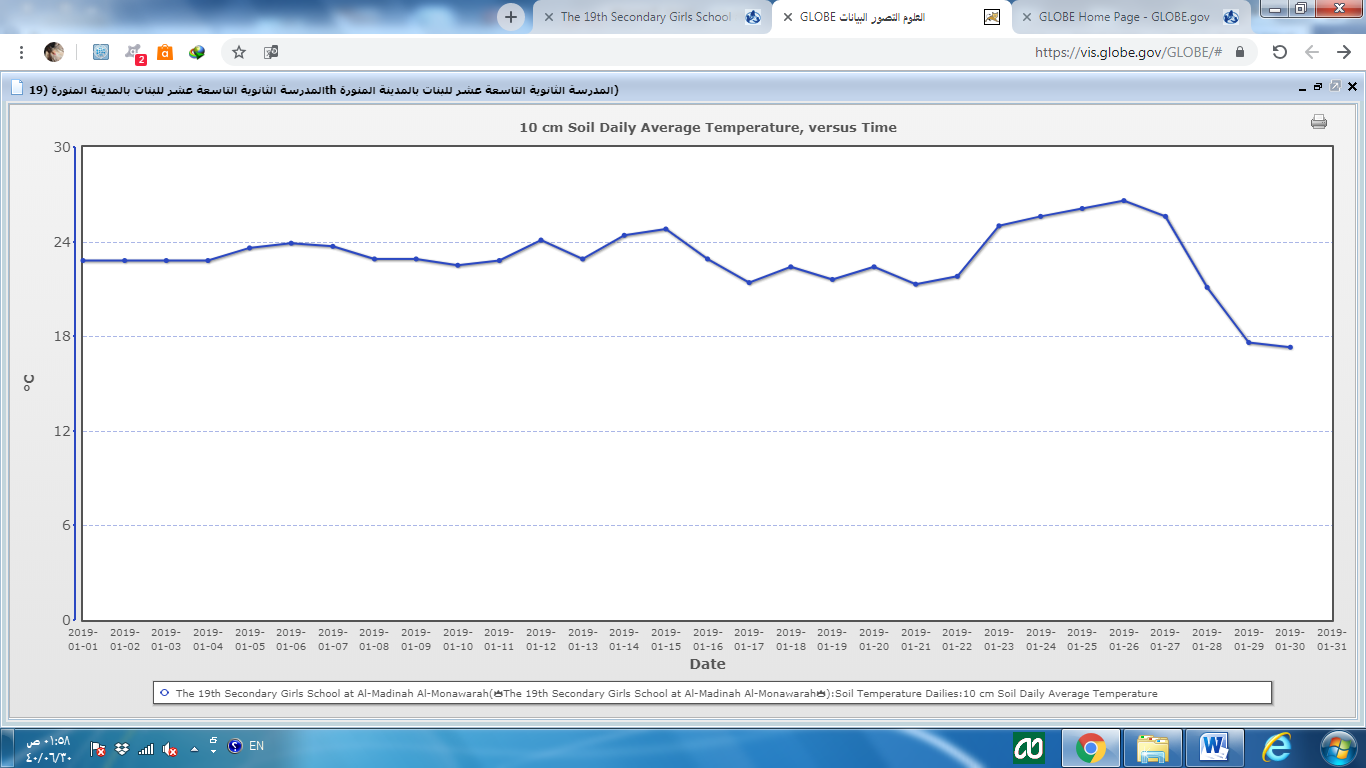 The 19th Secondary Girls School
GLOBE العلوم التصور البيانات
GLOBE Home Page - GLOBE.gov
2
https://vis.globe.gov/GLOBE/#
المدرسة الثانوية التاسعة عشر للبنات بالمدينة المنورة (19thالمدرسة الثانوية التاسعة عشر للبنات بالمدينة المنورة)
10 cm Soil Daily Average Temperature, versus Time
30
24
18
12
6
0
°C
2019-01-01 2019-01-02 2019-01-03 2019-01-04 2019-01-05 2019-01-06 2019-01-07 2019-01-08 2019-01-09 2019-01-10 2019-01-11 2019-01-12 2019-01-13 2019-01-14 2019-01-15 2019-01-16 2019-01-17 2019-01-18 2019-01-19 2019-01-20 2019-01-21 2019-01-22 2019-01-23 2019-01-24 2019-01-25 2019-01-26 2019-01-27 2019-01-28 2019-01-29 2019-01-30 2019-01-31
Date
The 19th Secondary Girls School at Al-Madinah Al-Monawarah(The 19th Secondary Girls School at Al-Madinah Al-Monawarah):Soil Temperature Dailies:10 cm Soil Daily Average Temperature
٠١:٥٨ ص
٤٠/٠٦/٣٠
EN